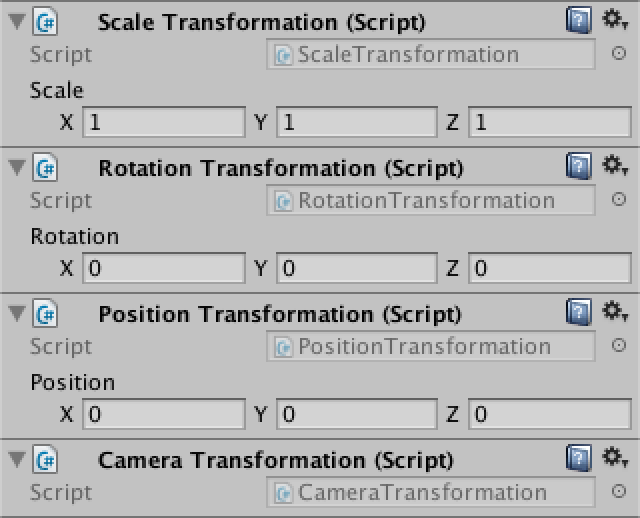 Scale Transformation (Script)
Script ScaleTransformation
Scale
X 1 Y 1 Z 1
Rotation Transformation (Script)
Script RotationTransformation
Rotation
X 0 Y 0 Z 0
Position Transformation (Script)
Script PositionTransformation
Position
X 0 Y 0 Z 0
Camera Transformation (Script)
Script CameraTransformation